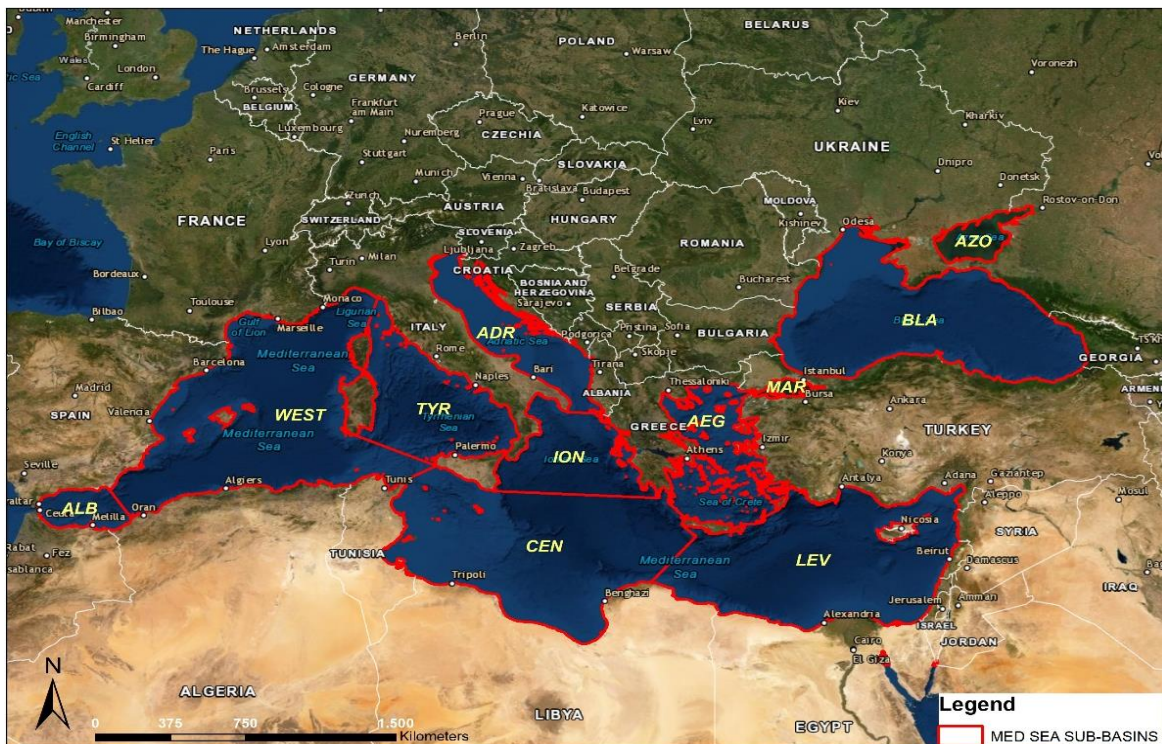 Manchester
Birmingham
Wales
London
Cardiff
NETHERLANDS
The Hague
Amsterdam
Berlin
POLAND
Warsaw
BELARUS
Voronezh
GERMANY
Brussels
Cologne
BELGIUM
Frankfurt
am Main
Prague
Katowice
Lviv
Kiev
Kharkiv
English
Channel
St Helier
Luxembourg
Nuremberg
CZECHIA
UKRAINE
Paris
Stuttgart
SLOVAKIA
Dnipro
Munich
Vienna
Bratislava
Budapest
Donetsk
Zurich
AUSTRIA
MOLDOVA
Rostov-on-Don
FRANCE
SWITZERLAND
HUNGARY
Kishinev
Odesa
Bay of Biscay
SLOVENIA
Ljubljana
Zagreb
ROMANIA
AZO
Lyon
Milan
Turin
CROATIA
Belgrade
Bordeaux
BOSNIA AND
HERZEGOVINA
Bucharest
Toulouse
Monaco
Sarajevo
SERBIA
BLA
Bilbao
Gulf
of Lion
Marseille
Ligurian
Sea
ITALY
ADR
Adriatic Sea
Podgorica
Pristina
Sofia
BULGARIA
Mediterranean
Sea
Rome
Skopje
GEORGIA
Barcelona
Bari
Tirana
Istanbul
Madrid
Naples
ALBANIA
Thessaloniki
MAR
Bursa
Ankara
SPAIN
Valencia
WEST
TYR
Tyrrhenian
Sea
GREECE
AEG
TURKEY
Mediterranean
Sea
Palermo
ION
Athens
Izmir
Konya
Seville
Algiers
Tunis
Sea of Crete
Antalya
Adana
Gaziantep
Aleppo
Mosul
ALB
Ceuta
Melilla
Oran
Nicosia
SYRIA
Rabat
Fez
TUNISIA
CEN
Mediterranean
Sea
LEV
Beirut
Damascus
Tripoli
IRAQ
Benghazi
Alexandria
Jerusalem
Amman
ISRAEL
Cairo
El Giza
JORDAN
N
ALGERIA
LIBYA
EGYPT
0 375 750 1.500
Kilometers
Legend
MED SEA SUB-BASINS